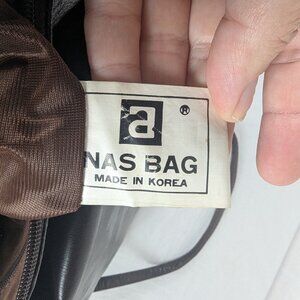 a ®
NAS BAG
MADE IN KOREA